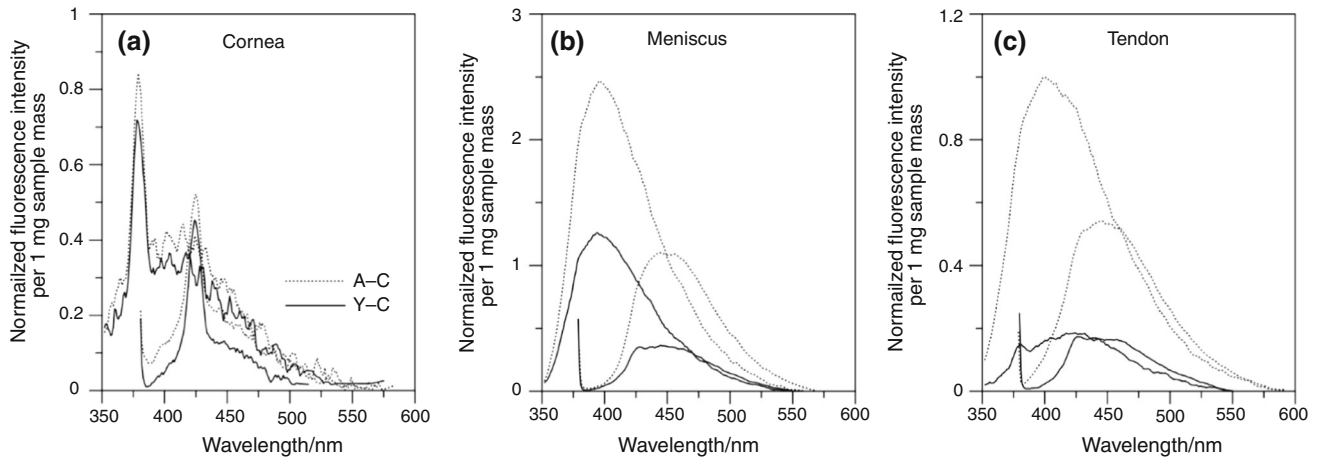 Normailzed fluorescence intensity
per 1 mg sample mass
1
0.8
0.6
0.4
0.2
0
(a)
Cornea
A–C
Y–C
350 400 450 500 550 600
Wavelength/nm
Normailzed fluorescence intensity
per 1 mg sample mass
3
2
1
0
(b)
Meniscus
350 400 450 500 550 600
Wavelength/nm
Normailzed fluorescence intensity
per 1 mg sample mass
1.2
0.8
0.4
0
(c)
Tendon
350 400 450 500 550 600
Wavelength/nm